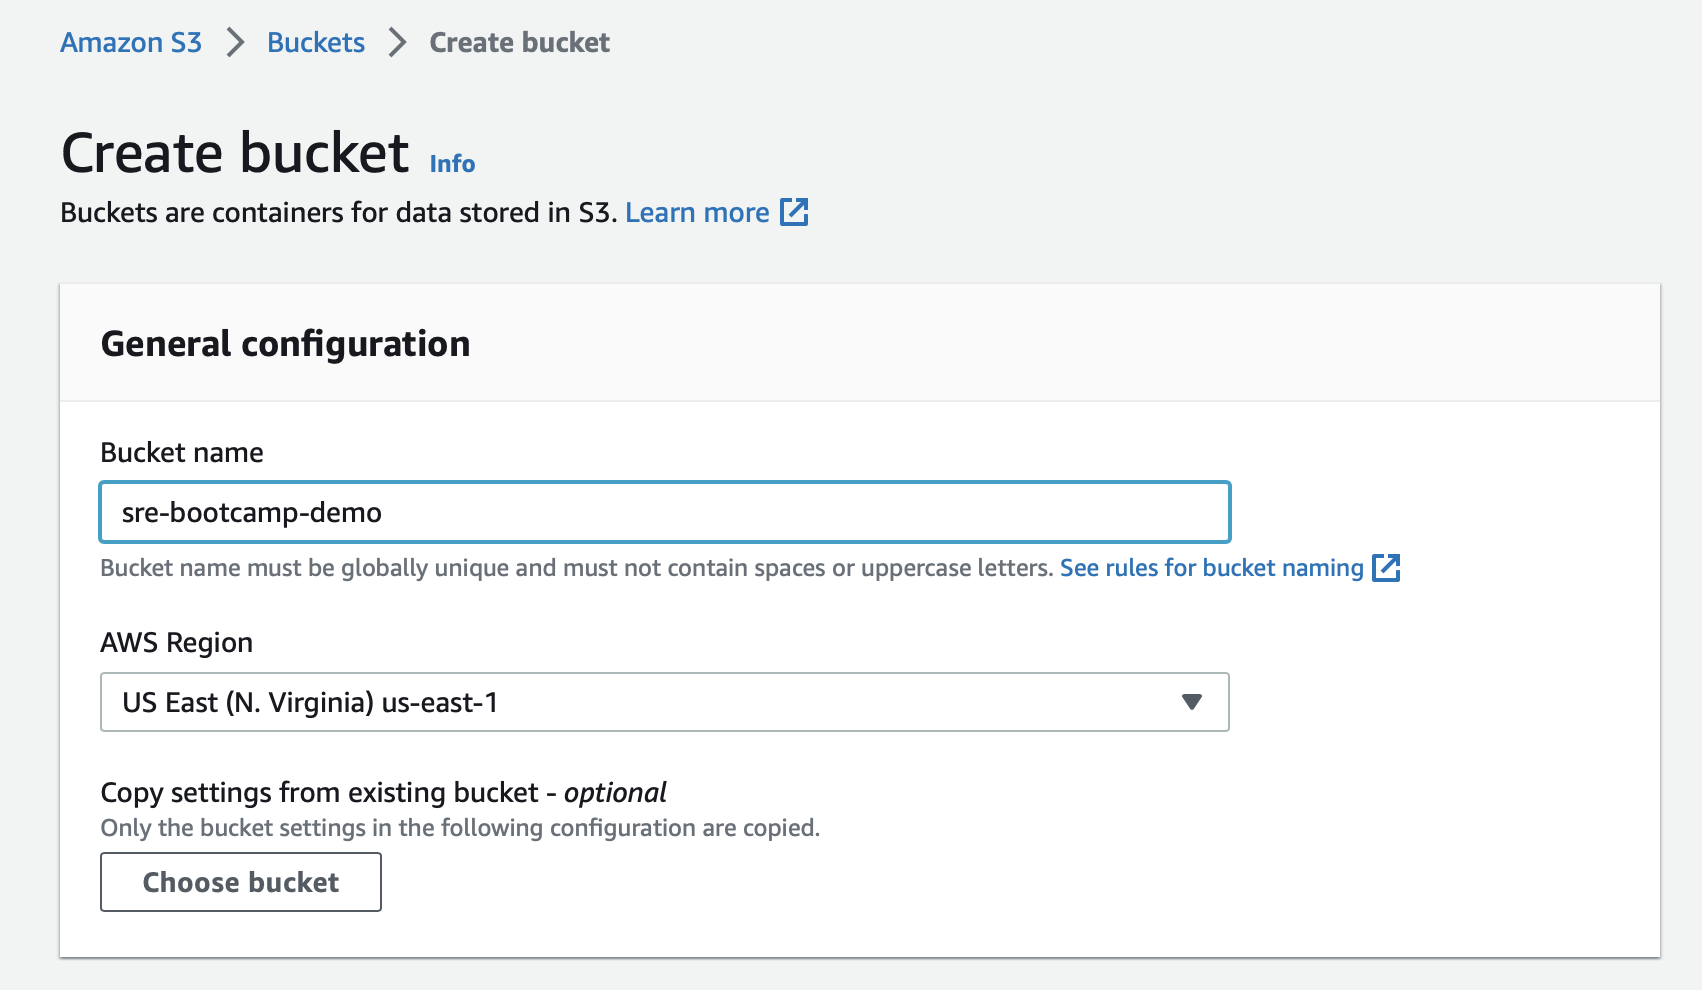 Amazon S3 > Buckets > Create bucket
Create bucket Info
Buckets are containers for data stored in S3. Learn more
General configuration
Bucket name
sre-bootcamp-demo
Bucket name must be globally unique and must not contain spaces or uppercase letters. See rules for bucket naming
AWS Region
US East (N. Virginia) us-east-1
Copy settings from existing bucket - optional
Only the bucket settings in the following configuration are copied.
Choose bucket